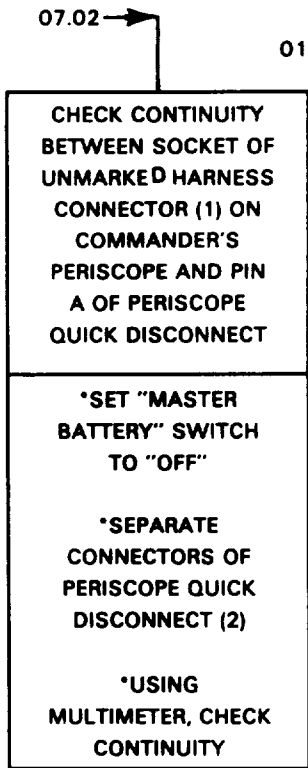 07.02
01
CHECK CONTINUITY
BETWEEN SOCKET OF
UNMARKED HARNESS
CONNECTOR (1) ON
COMMANDER'S
PERISCOPE AND PIN
A OF PERISCOPE
QUICK DISCONNECT
*SET "MASTER
BATTERY" SWITCH
TO "OFF"
*SEPARATE
CONNECTORS OF
PERISCOPE QUICK
DISCONNECT (2)
*USING
MULTIMETER, CHECK
CONTINUITY